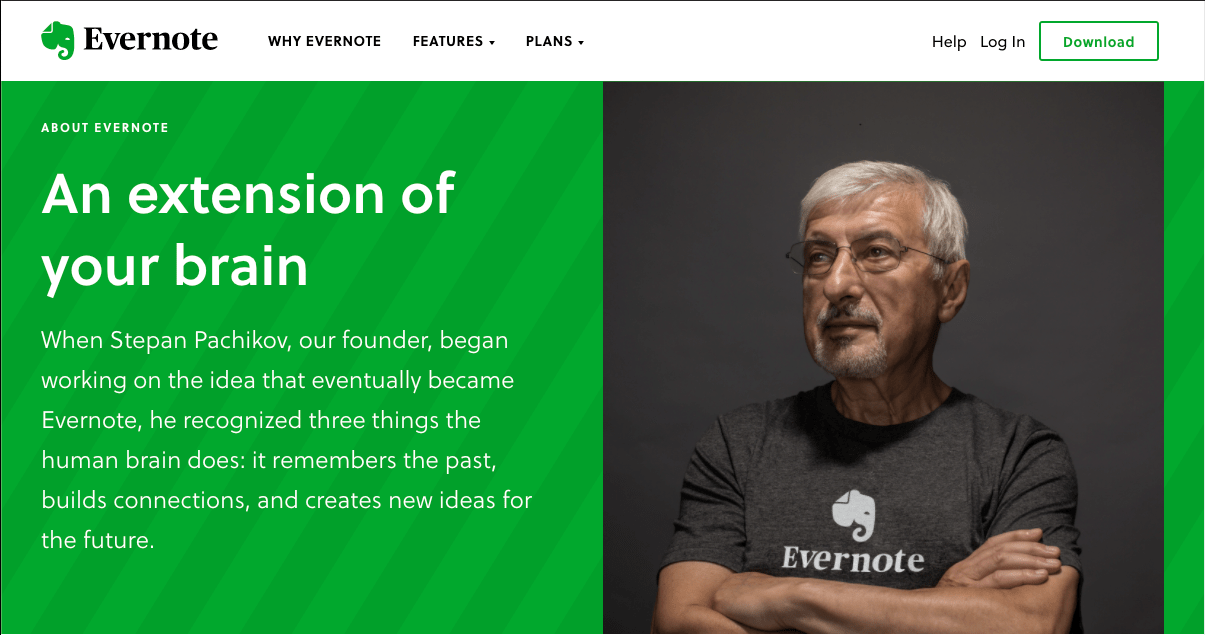 Evernote
WHY EVERNOTE
FEATURES
PLANS
Help
Log In
Download
ABOUT EVERNOTE
An extension of
your brain
When Stepan Pachikov, our founder, began
working on the idea that eventually became
Evernote, he recognized three things the
human brain does: it remembers the past,
builds connections, and creates new ideas for
the future.
Evernote